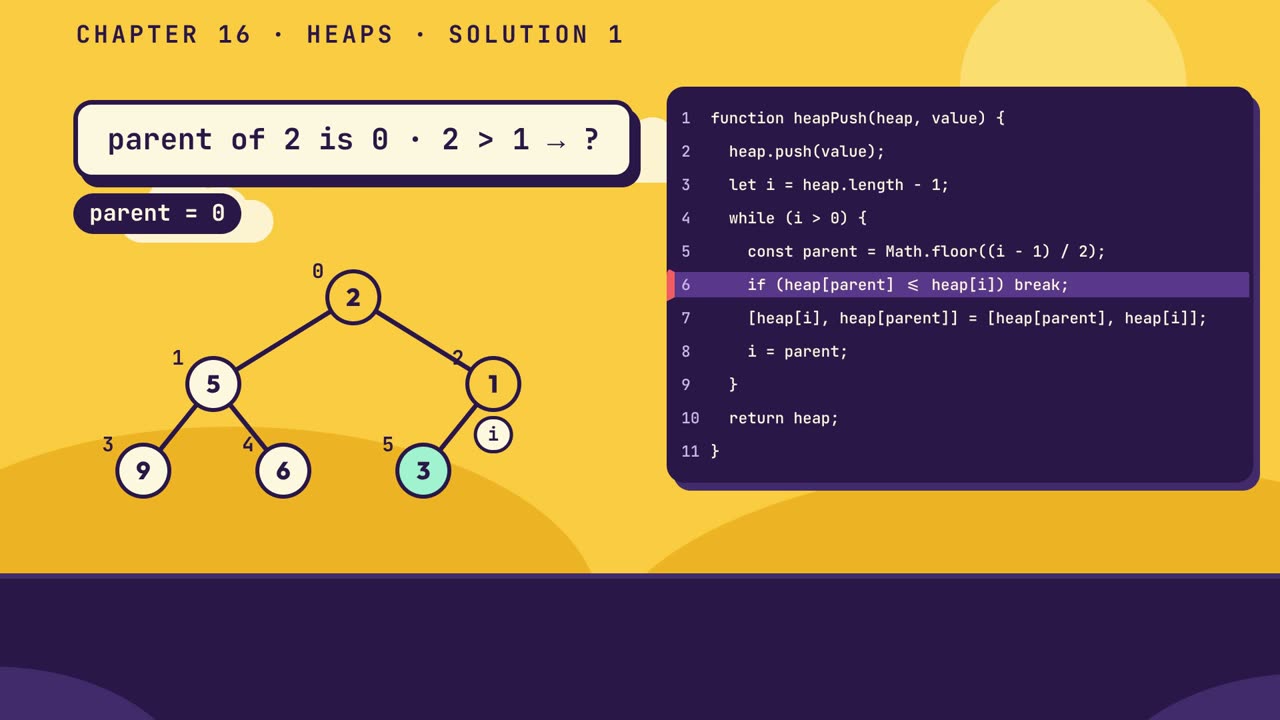 CHAPTER 16 · HEAPS · SOLUTION 1
parent of 2 is 0 · 2 > 1 → ?
parent = 0
0
2
1
5
2
1
i
3
9
4
6
5
3
1 function heapPush(heap, value) {
2 heap.push(value);
3 let i = heap.length - 1;
4 while (i > 0) {
5 const parent = Math.floor((i - 1) / 2);
6 if (heap[parent] ⩽ heap[i]) break;
7 [heap[i], heap[parent]] = [heap[parent], heap[i]];
8 i = parent;
9 }
10 return heap;
11 }